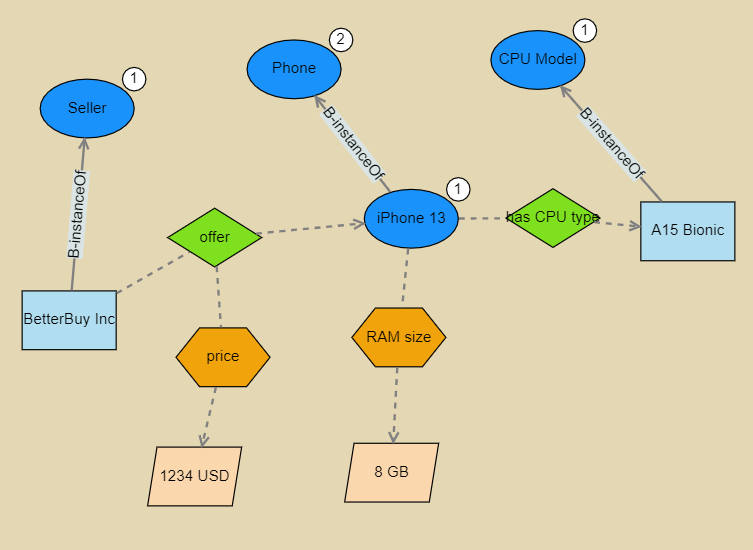 2
1
1
Phone
CPU Model
Seller
B-instanceOf
B-instanceOf
B-instanceOf
1
iPhone 13
has CPU type
offer
A15 Bionic
BetterBuy Inc
price
RAM size
1234 USD
8 GB